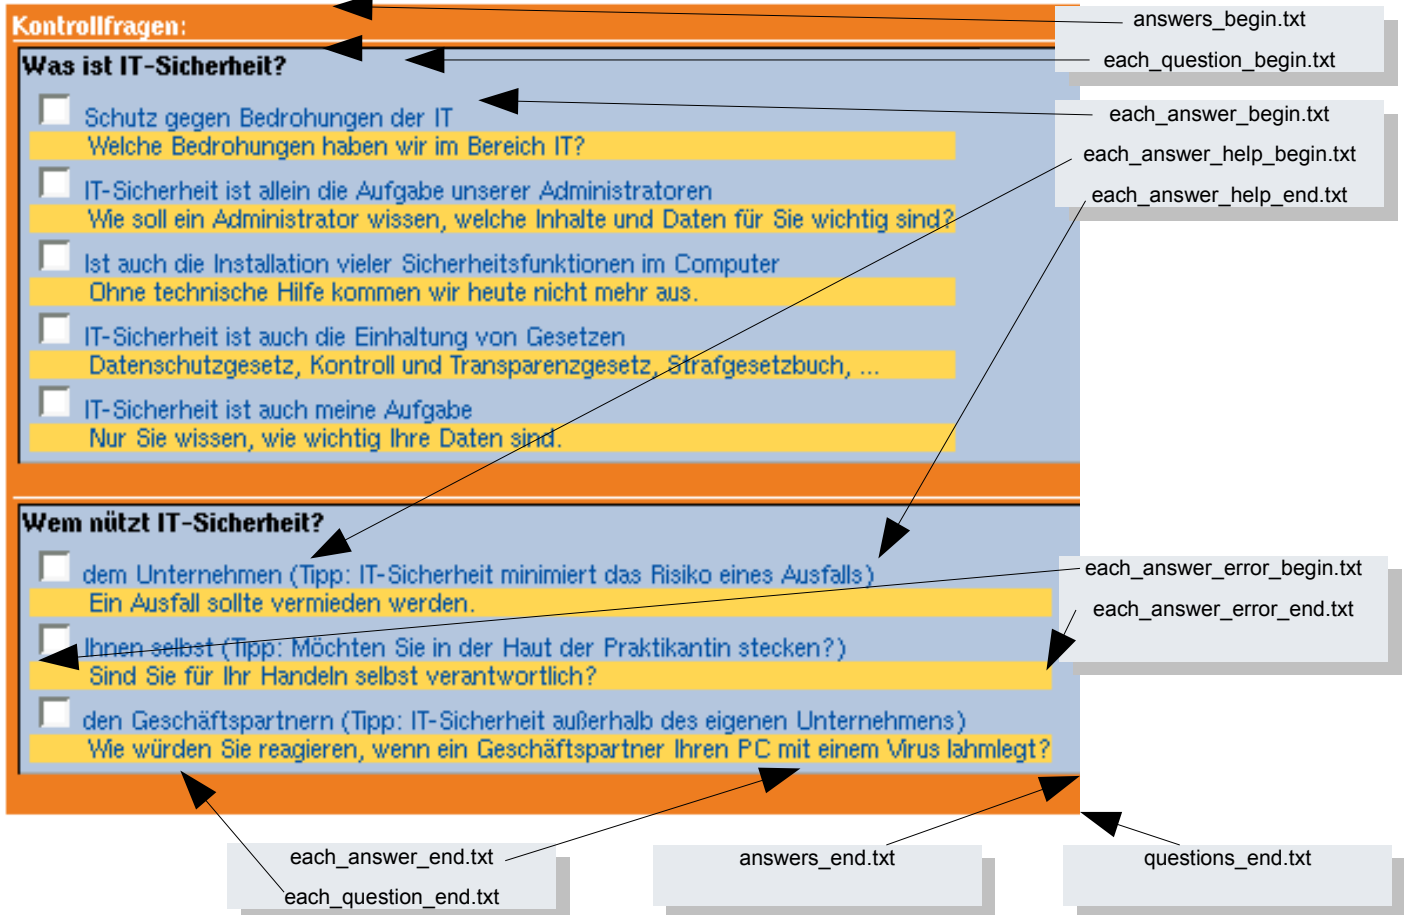 Kontrollfragen:
answers_begin.txt
Was ist IT-Sicherheit?
each_question_begin.txt
Schutz gegen Bedrohungen der IT
each_answer_begin.txt
Welche Bedrohungen haben wir im Bereich IT?
each_answer_help_begin.txt
IT-Sicherheit ist allein die Aufgabe unserer Administratoren
each_answer_help_end.txt
Wie soll ein Administrator wissen, welche Inhalte und Daten für Sie wichtig sind?
Ist auch die Installation vieler Sicherheitsfunktionen im Computer
Ohne technische Hilfe kommen wir heute nicht mehr aus.
IT-Sicherheit ist auch die Einhaltung von Gesetzen
Datenschutzgesetz, Kontroll und Transparenzgesetz, Strafgesetzbuch, ...
IT-Sicherheit ist auch meine Aufgabe
Nur Sie wissen, wie wichtig Ihre Daten sind.
Wem nützt IT-Sicherheit?
dem Unternehmen (Tipp: IT-Sicherheit minimiert das Risiko eines Ausfalls)
each_answer_error_begin.txt
Ein Ausfall sollte vermieden werden.
each_answer_error_end.txt
Ihnen selbst (Tipp: Möchten Sie in der Haut der Praktikantin stecken?)
Sind Sie für Ihr Handeln selbst verantwortlich?
den Geschäftspartnern (Tipp: IT-Sicherheit außerhalb des eigenen Unternehmens)
Wie würden Sie reagieren, wenn ein Geschäftspartner Ihren PC mit einem Virus lahmlegt?
each_answer_end.txt
answers_end.txt
questions_end.txt
each_question_end.txt